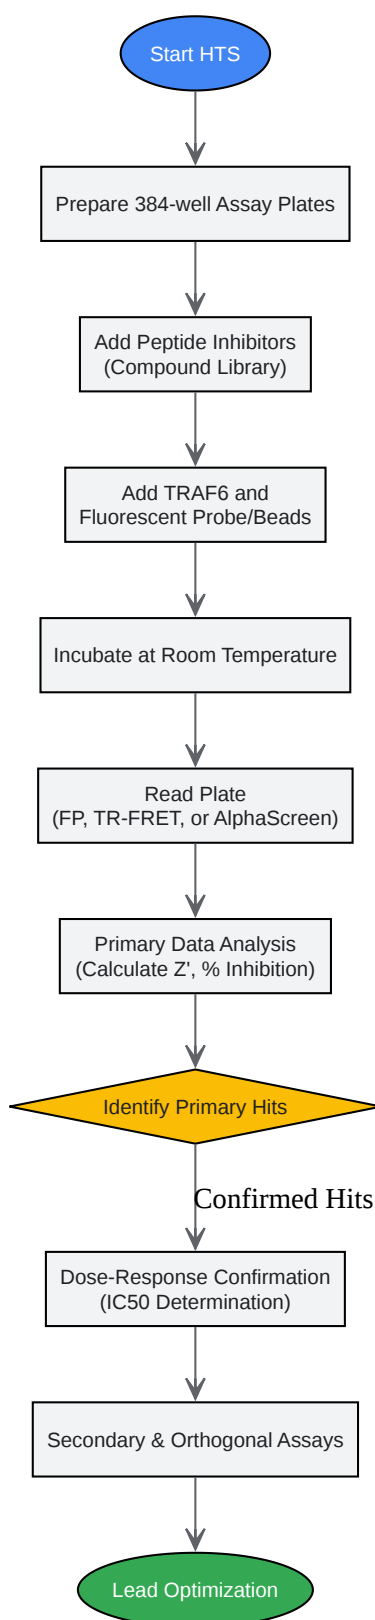 Start HTS
Prepare 384-well Assay Plates
Add Peptide Inhibitors
(Compound Library)
Add TRAF6 and
Fluorescent Probe/Beads
Incubate at Room Temperature
Read Plate
(FP, TR-FRET, or AlphaScreen)
Primary Data Analysis
(Calculate Z', % Inhibition)
Identify Primary Hits
Confirmed Hits
Dose-Response Confirmation
(IC50 Determination)
Secondary & Orthogonal Assays
Lead Optimization